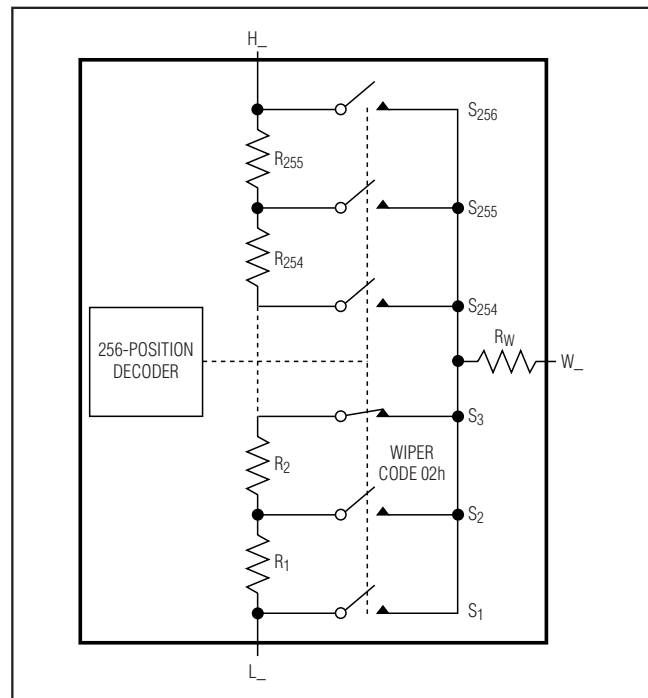 H_
S256
R255
S255
R254
S254
256-POSITION
DECODER
RW
W_
S3
WIPER
CODE 02h
R2
S2
R1
S1
L_